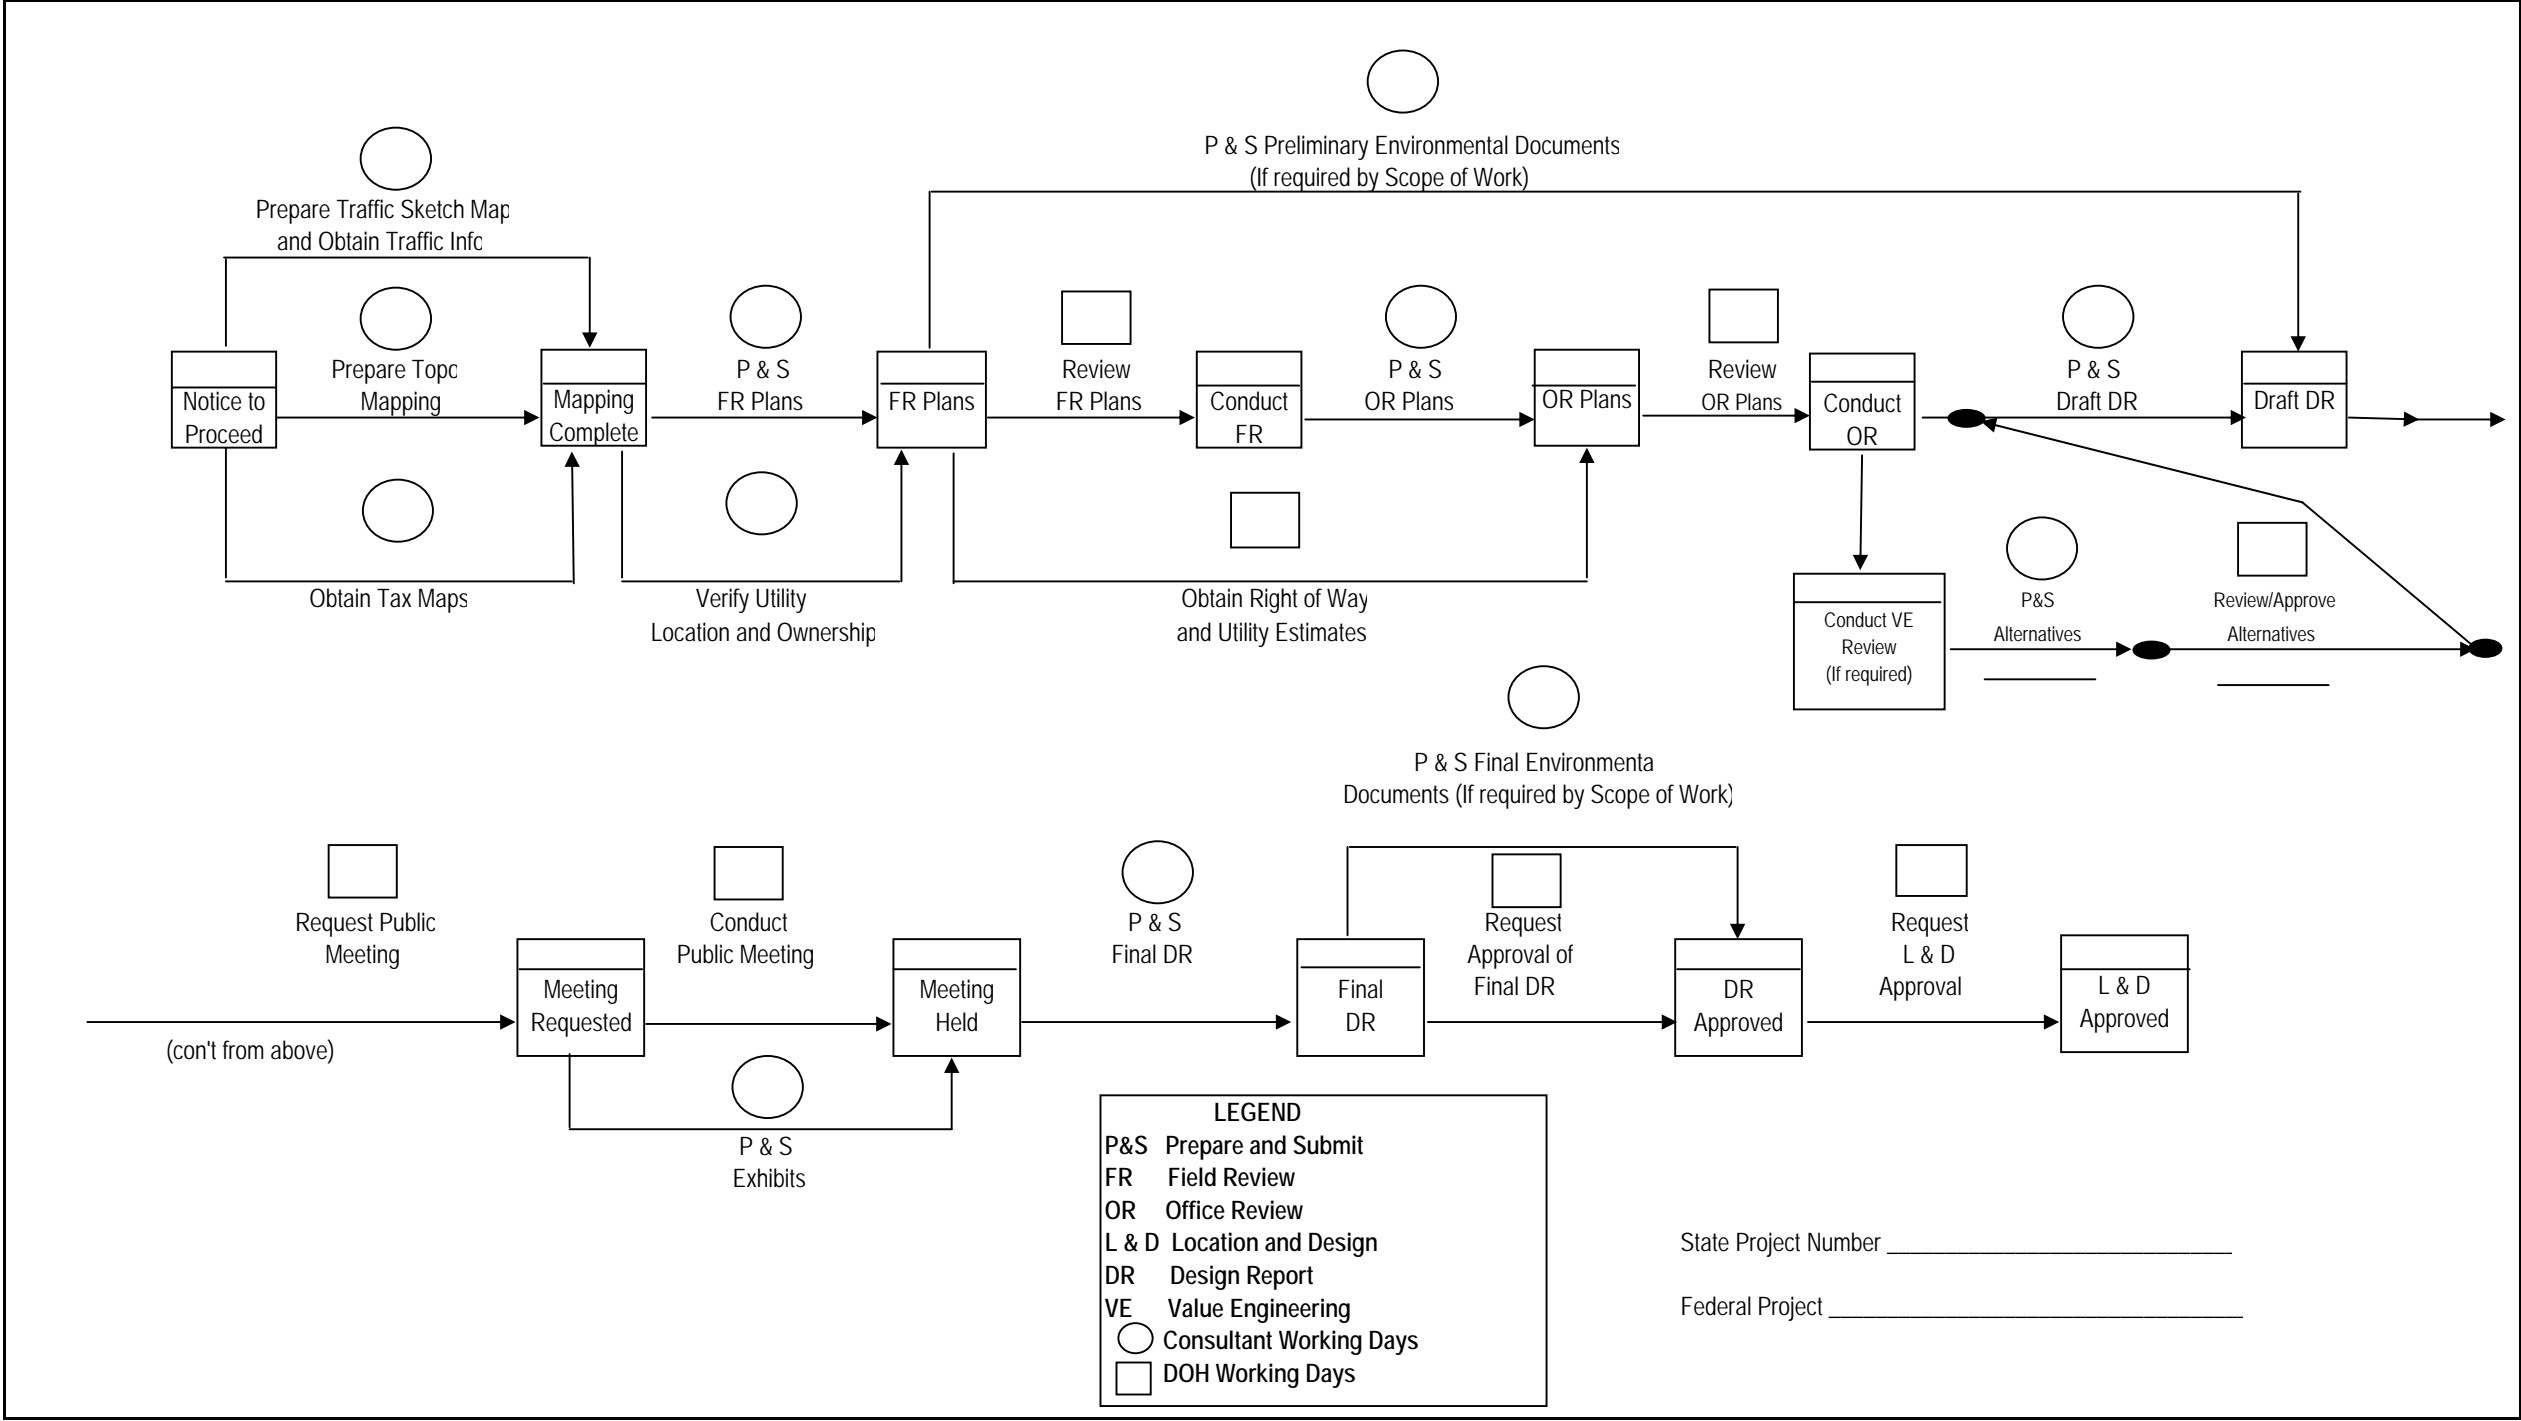 P & S Preliminary Environmental Documents
(If required by Scope of Work)
Prepare Traffic Sketch Map
and Obtain Traffic Info
Notice to
Proceed
Prepare Topo
Mapping
Obtain Tax Maps
Mapping
Complete
P & S
FR Plans
Verify Utility
Location and Ownership
FR Plans
Review
FR Plans
Conduct
FR
P & S
OR Plans
Obtain Right of Way
and Utility Estimates
OR Plans
Review
OR Plans
Conduct
OR
P & S
Draft DR
Draft DR
Conduct VE
Review
(If required)
P&S
Alternatives
Review/Approve
Alternatives
P & S Final Environmenta
Documents (If required by Scope of Work)
Request Public
Meeting
(con't from above)
Meeting
Requested
Conduct
Public Meeting
P & S
Exhibits
Meeting
Held
P & S
Final DR
Final
DR
Request
Approval of
Final DR
DR
Approved
Request
L & D
Approval
L & D
Approved
LEGEND
P&S Prepare and Submit
FR Field Review
OR Office Review
L & D Location and Design
DR Design Report
VE Value Engineering
Consultant Working Days
DOH Working Days
State Project Number ____________________________
Federal Project __________________________________